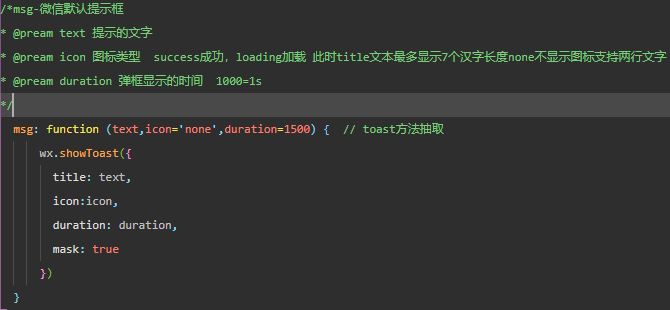 /*msg-微信默认提示框
* @pream text 提示的文字
* @pream icon 图标类型  success成功，loading加载 此时title文本最多显示7个汉字长度none不显示图标支持两行文字
* @pream duration 弹框显示的时间  1000=1s
*/
msg: function (text,icon='none',duration=1500) {  // toast方法抽取
wx.showToast({
title: text,
icon:icon,
duration: duration,
mask: true
})
}